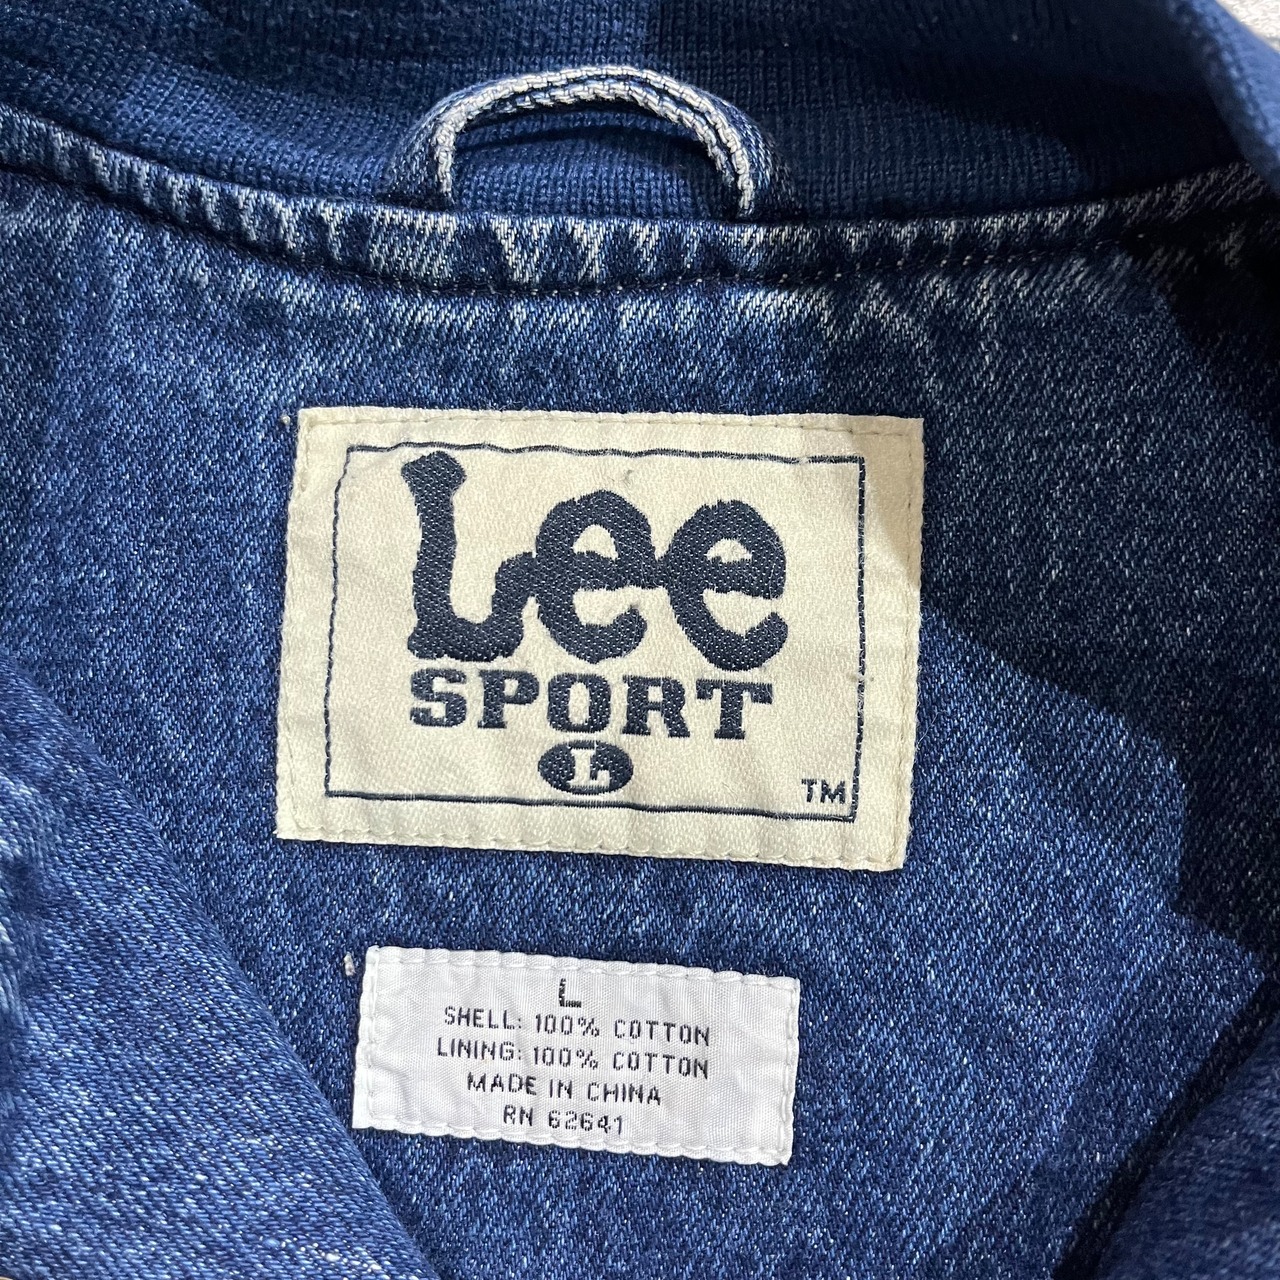 Lee
SPORT
L
TM
L
SHELL: 100% COTTON
LINING: 100% COTTON
MADE IN CHINA
RN 62641